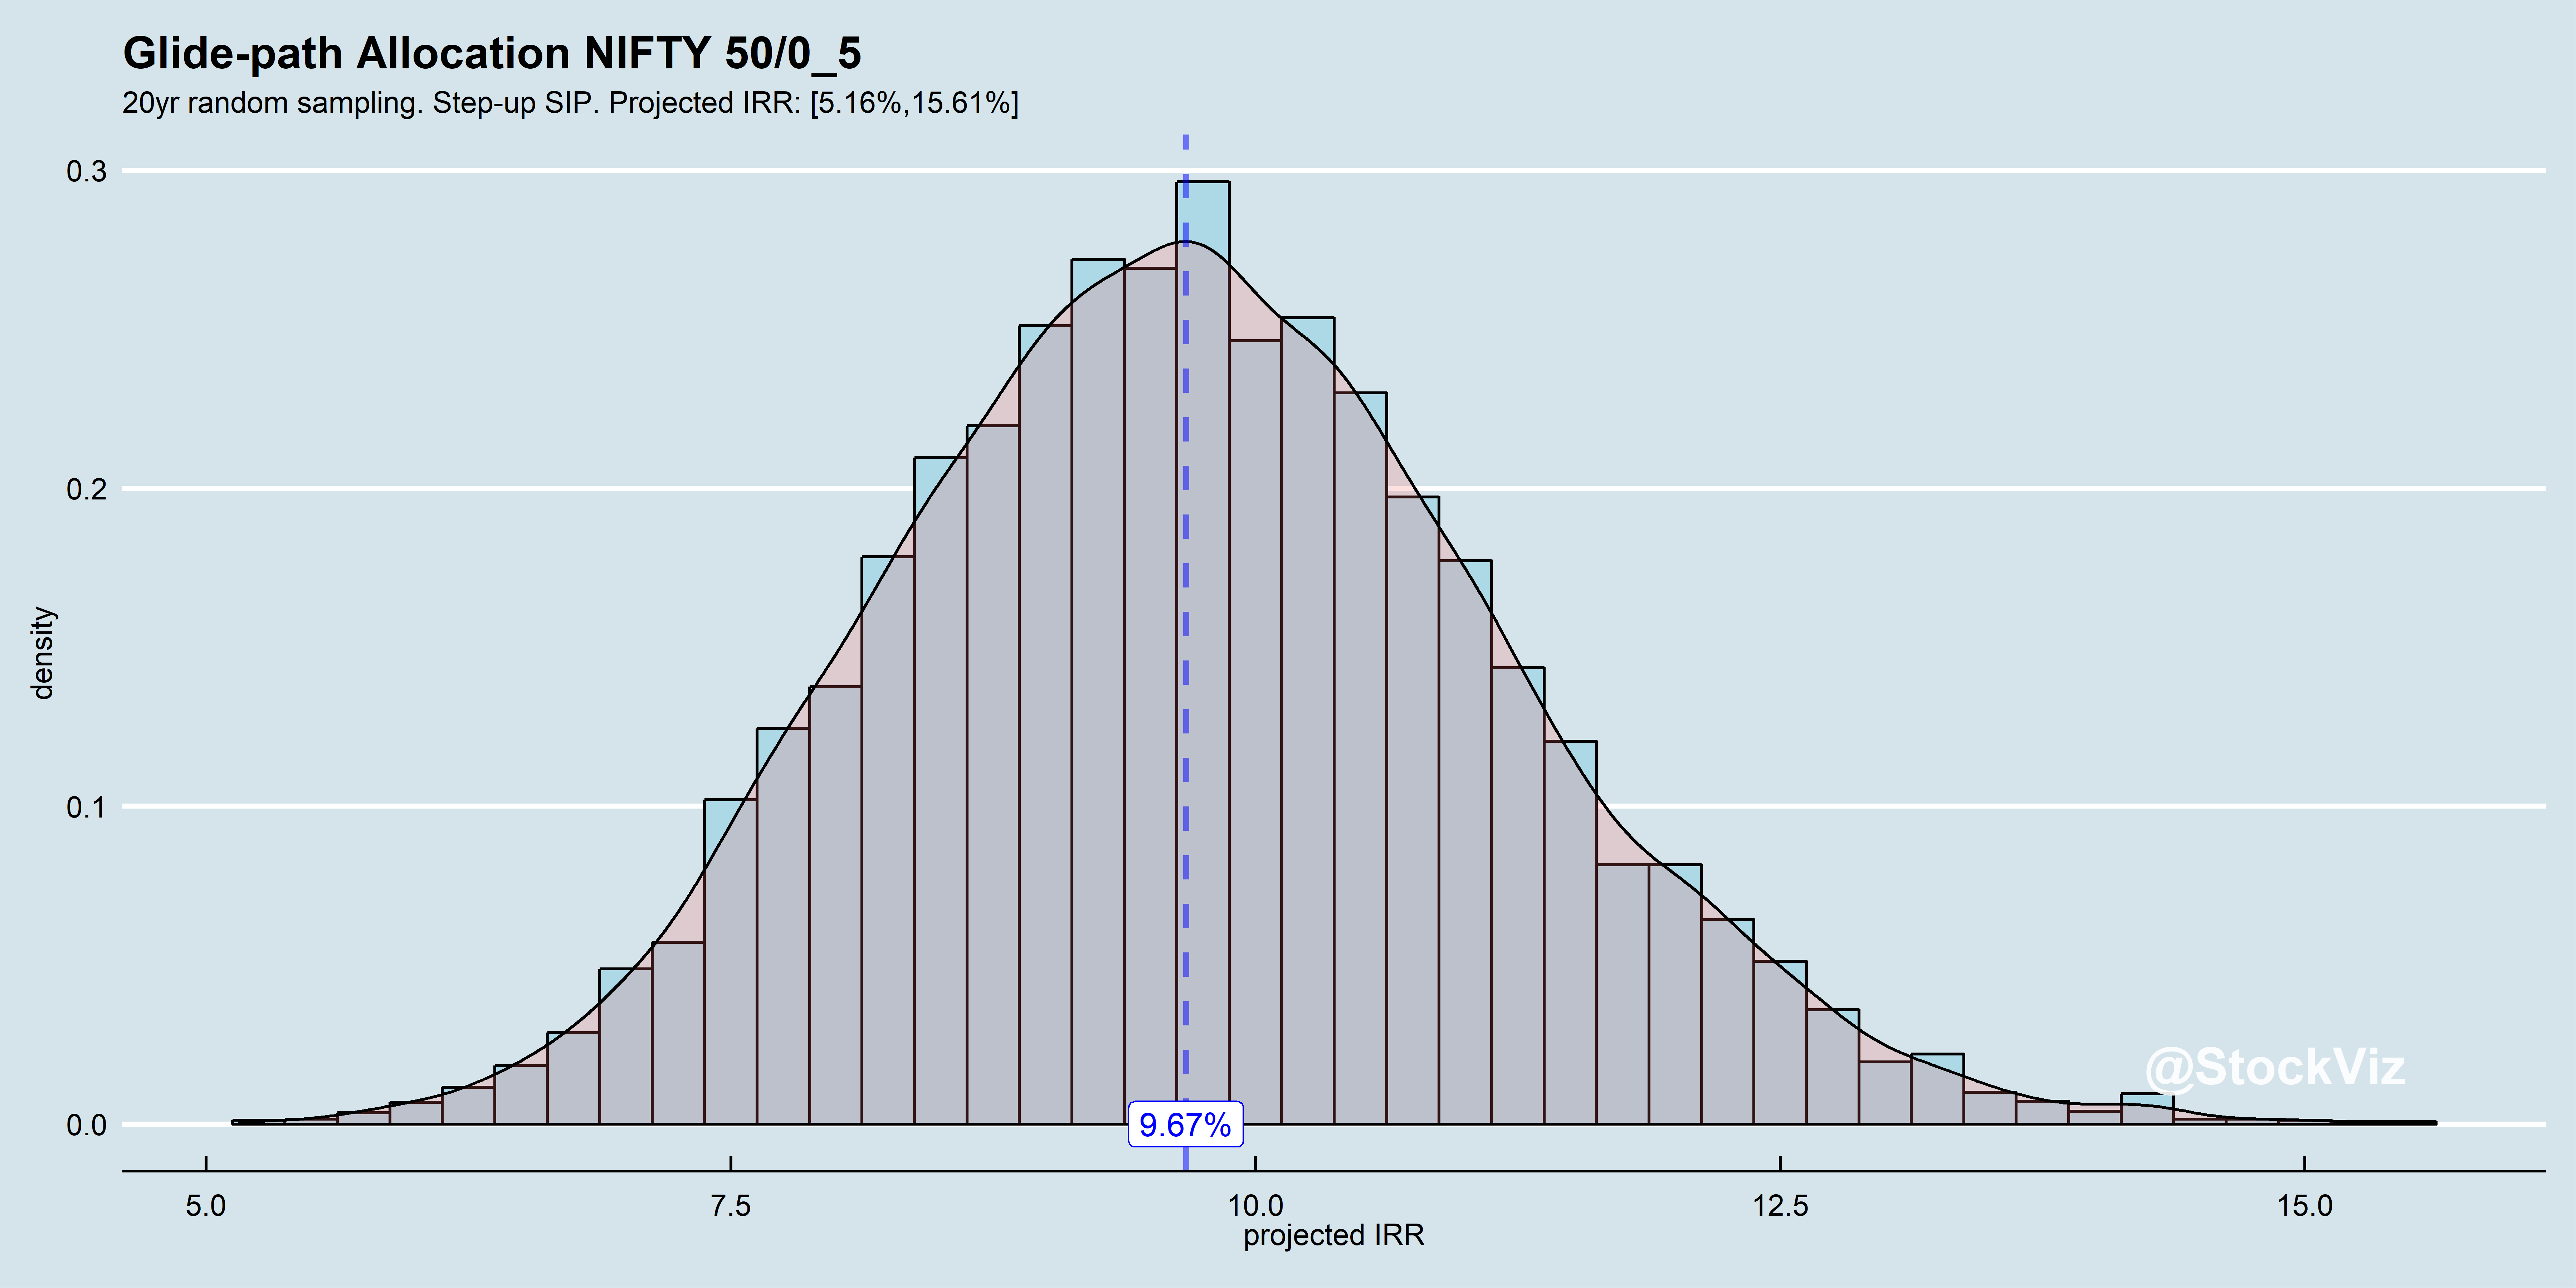 Glide-path Allocation NIFTY 50/0_5
20yr random sampling. Step-up SIP. Projected IRR: [5.16%,15.61%]
0.3
0.2
density
0.1
@StockViz
0.0
9.67%
5.0 7.5 10.0 12.5 15.0
projected IRR